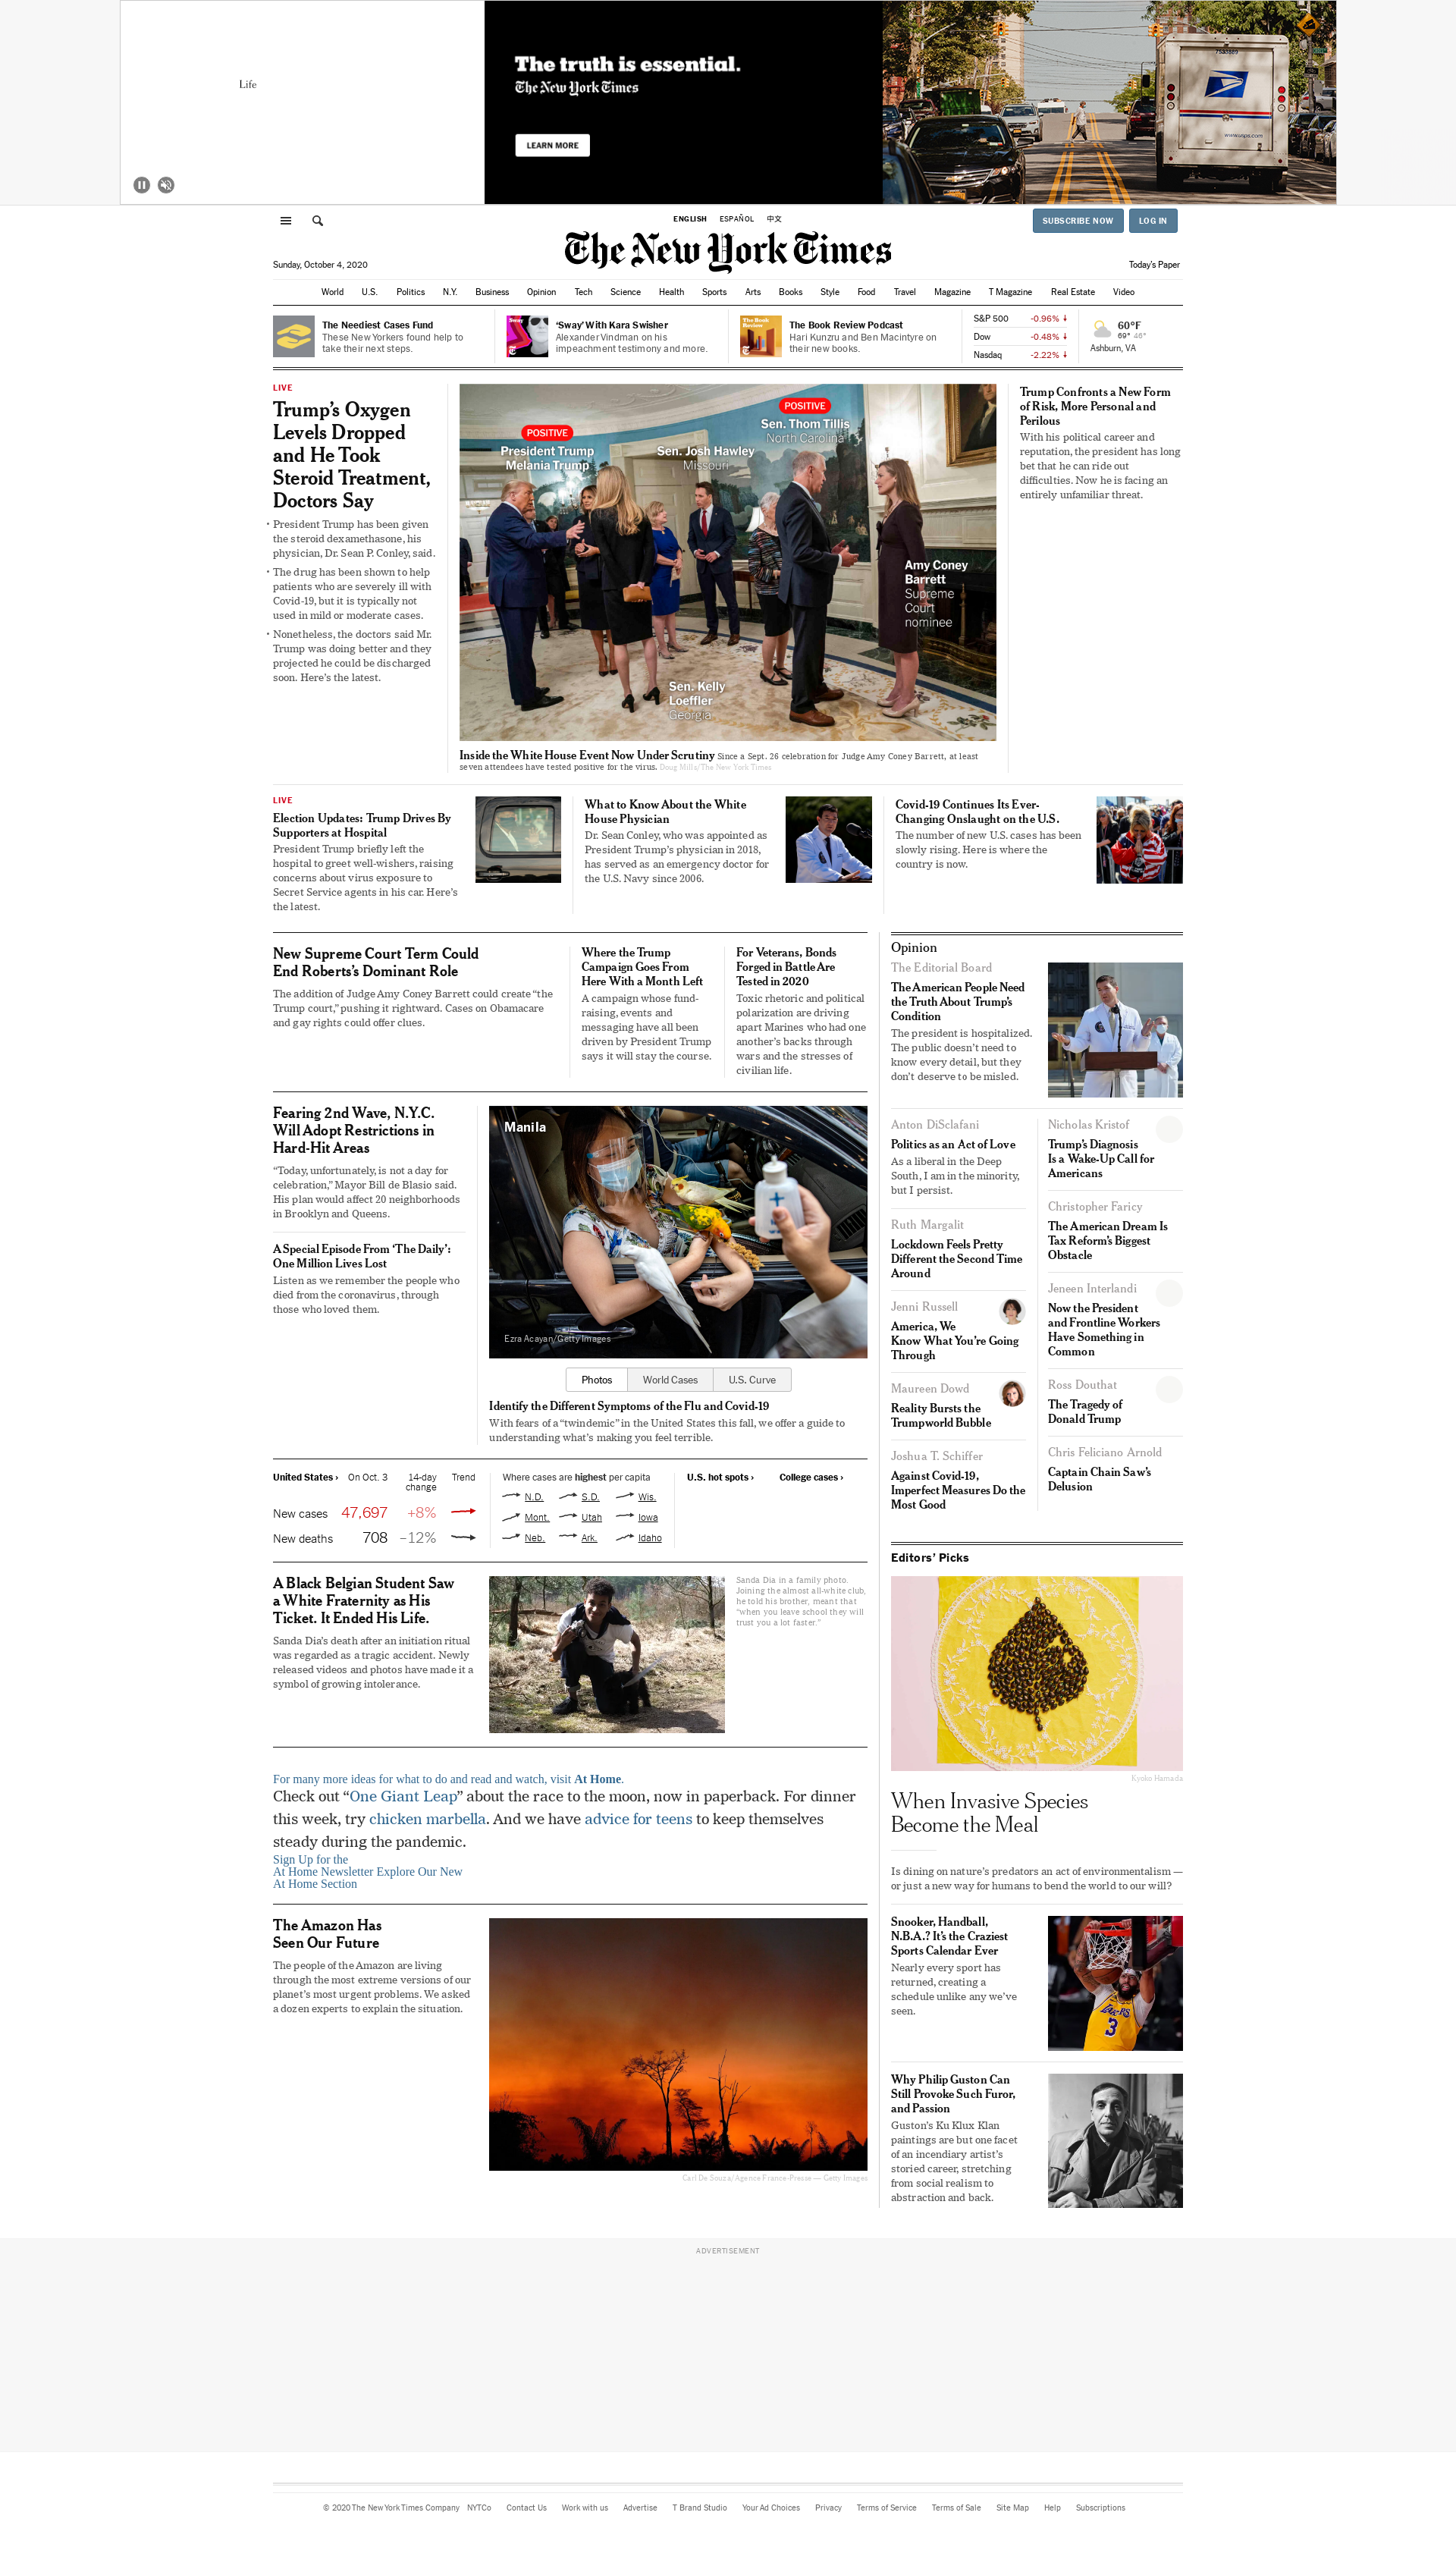 Life
The truth is essential.
The New York Times
LEARN MORE
www.usps.com
ENGLISH ESPAÑOL 中文
SUBSCRIBE NOW LOG IN
The New York Times
Sunday, October 4, 2020
Today's Paper
World U.S. Politics N.Y. Business Opinion Tech Science Health Sports Arts Books Style Food Travel Magazine T Magazine Real Estate Video
The Neediest Cases Fund
These New Yorkers found help to
take their next steps.
Sway
'Sway' With Kara Swisher
Alexander Vindman on his
impeachment testimony and more.
The Book
Review
The Book Review Podcast
Hari Kunzru and Ben Macintyre on
their new books.
S&P 500 -0.96%
Dow -0.48%
Nasdaq -2.22%
60°F
69° 46°
Ashburn, VA
LIVE
Trump's Oxygen
Levels Dropped
and He Took
Steroid Treatment,
Doctors Say
• President Trump has been given
the steroid dexamethasone, his
physician, Dr. Sean P. Conley, said.
• The drug has been shown to help
patients who are severely ill with
Covid-19, but it is typically not
used in mild or moderate cases.
• Nonetheless, the doctors said Mr.
Trump was doing better and they
projected he could be discharged
soon. Here's the latest.
POSITIVE
President Trump
Melania Trump
Sen. Josh Hawley
Missouri
POSITIVE
Sen. Thom Tillis
North Carolina
Amy Coney
Barrett
Supreme
Court
nominee
Sen. Kelly
Loeffler
Georgia
Inside the White House Event Now Under Scrutiny Since a Sept. 26 celebration for Judge Amy Coney Barrett, at least
seven attendees have tested positive for the virus. Doug Mills/The New York Times
Trump Confronts a New Form
of Risk, More Personal and
Perilous
With his political career and
reputation, the president has long
bet that he can ride out
difficulties. Now he is facing an
entirely unfamiliar threat.
LIVE
Election Updates: Trump Drives By
Supporters at Hospital
President Trump briefly left the
hospital to greet well-wishers, raising
concerns about virus exposure to
Secret Service agents in his car. Here's
the latest.
What to Know About the White
House Physician
Dr. Sean Conley, who was appointed as
President Trump's physician in 2018,
has served as an emergency doctor for
the U.S. Navy since 2006.
Covid-19 Continues Its Ever-
Changing Onslaught on the U.S.
The number of new U.S. cases has been
slowly rising. Here is where the
country is now.
New Supreme Court Term Could
End Roberts's Dominant Role
The addition of Judge Amy Coney Barrett could create "the
Trump court," pushing it rightward. Cases on Obamacare
and gay rights could offer clues.
Where the Trump
Campaign Goes From
Here With a Month Left
A campaign whose fund-
raising, events and
messaging have all been
driven by President Trump
says it will stay the course.
For Veterans, Bonds
Forged in Battle Are
Tested in 2020
Toxic rhetoric and political
polarization are driving
apart Marines who had one
another's backs through
wars and the stresses of
civilian life.
Fearing 2nd Wave, N.Y.C.
Will Adopt Restrictions in
Hard-Hit Areas
"Today, unfortunately, is not a day for
celebration," Mayor Bill de Blasio said.
His plan would affect 20 neighborhoods
in Brooklyn and Queens.
A Special Episode From 'The Daily':
One Million Lives Lost
Listen as we remember the people who
died from the coronavirus, through
those who loved them.
Manila
Ezra Acayan/Getty Images
Photos World Cases U.S. Curve
Identify the Different Symptoms of the Flu and Covid-19
With fears of a "twindemic" in the United States this fall, we offer a guide to
understanding what's making you feel terrible.
United States › On Oct. 3 14-day
change Trend
New cases 47,697 +8%
New deaths 708 –12%
Where cases are highest per capita
N.D. S.D. Wis.
Mont. Utah Iowa
Neb. Ark. Idaho
U.S. hot spots › College cases ›
A Black Belgian Student Saw
a White Fraternity as His
Ticket. It Ended His Life.
Sanda Dia's death after an initiation ritual
was regarded as a tragic accident. Newly
released videos and photos have made it a
symbol of growing intolerance.
Sanda Dia in a family photo.
Joining the almost all-white club,
he told his brother, meant that
"when you leave school they will
trust you a lot faster."
For many more ideas for what to do and read and watch, visit At Home.
Check out "One Giant Leap" about the race to the moon, now in paperback. For dinner
this week, try chicken marbella. And we have advice for teens to keep themselves
steady during the pandemic.
Sign Up for the
At Home Newsletter Explore Our New
At Home Section
The Amazon Has
Seen Our Future
The people of the Amazon are living
through the most extreme versions of our
planet's most urgent problems. We asked
a dozen experts to explain the situation.
Carl De Souza/Agence France-Presse — Getty Images
Opinion
The Editorial Board
The American People Need
the Truth About Trump's
Condition
The president is hospitalized.
The public doesn't need to
know every detail, but they
don't deserve to be misled.
Anton DiSclafani
Politics as an Act of Love
As a liberal in the Deep
South, I am in the minority,
but I persist.
Ruth Margalit
Lockdown Feels Pretty
Different the Second Time
Around
Jenni Russell
America, We
Know What You're Going
Through
Maureen Dowd
Reality Bursts the
Trumpworld Bubble
Joshua T. Schiffer
Against Covid-19,
Imperfect Measures Do the
Most Good
Nicholas Kristof
Trump's Diagnosis
Is a Wake-Up Call for
Americans
Christopher Faricy
The American Dream Is
Tax Reform's Biggest
Obstacle
Jeneen Interlandi
Now the President
and Frontline Workers
Have Something in
Common
Ross Douthat
The Tragedy of
Donald Trump
Chris Feliciano Arnold
Captain Chain Saw's
Delusion
Editors' Picks
Kyoko Hamada
When Invasive Species
Become the Meal
Is dining on nature's predators an act of environmentalism —
or just a new way for humans to bend the world to our will?
Snooker, Handball,
N.B.A.? It's the Craziest
Sports Calendar Ever
Nearly every sport has
returned, creating a
schedule unlike any we've
seen.
LAKERS
3
Why Philip Guston Can
Still Provoke Such Furor,
and Passion
Guston's Ku Klux Klan
paintings are but one facet
of an incendiary artist's
storied career, stretching
from social realism to
abstraction and back.
ADVERTISEMENT
© 2020 The New York Times Company NYTCo Contact Us Work with us Advertise T Brand Studio Your Ad Choices Privacy Terms of Service Terms of Sale Site Map Help Subscriptions